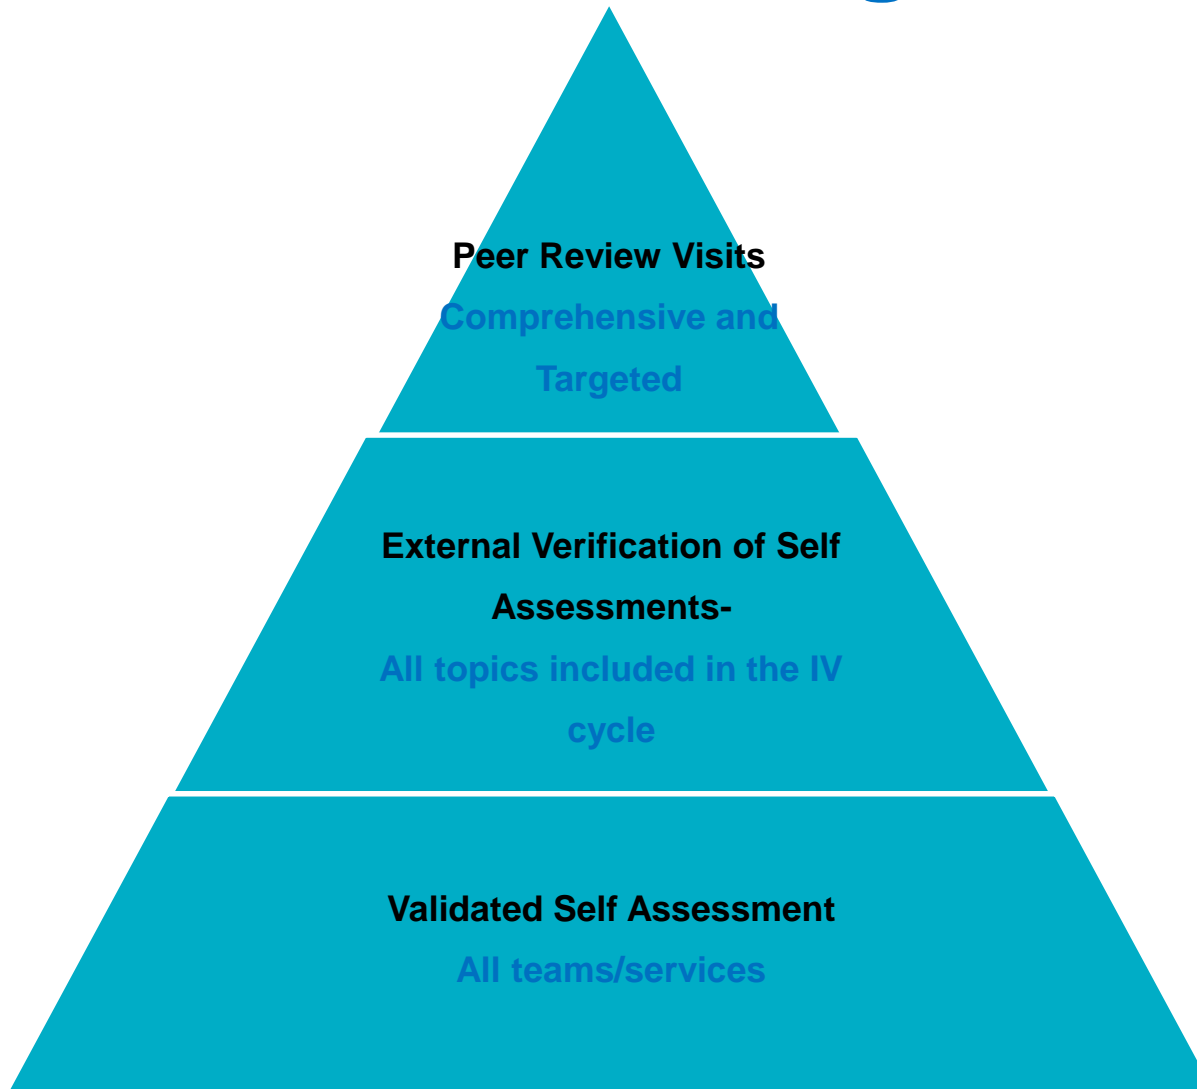 Peer Review Visits
Comprehensive and
Targeted
External Verification of Self
Assessments-
All topics included in the IV
cycle
Validated Self Assessment
All teams/services